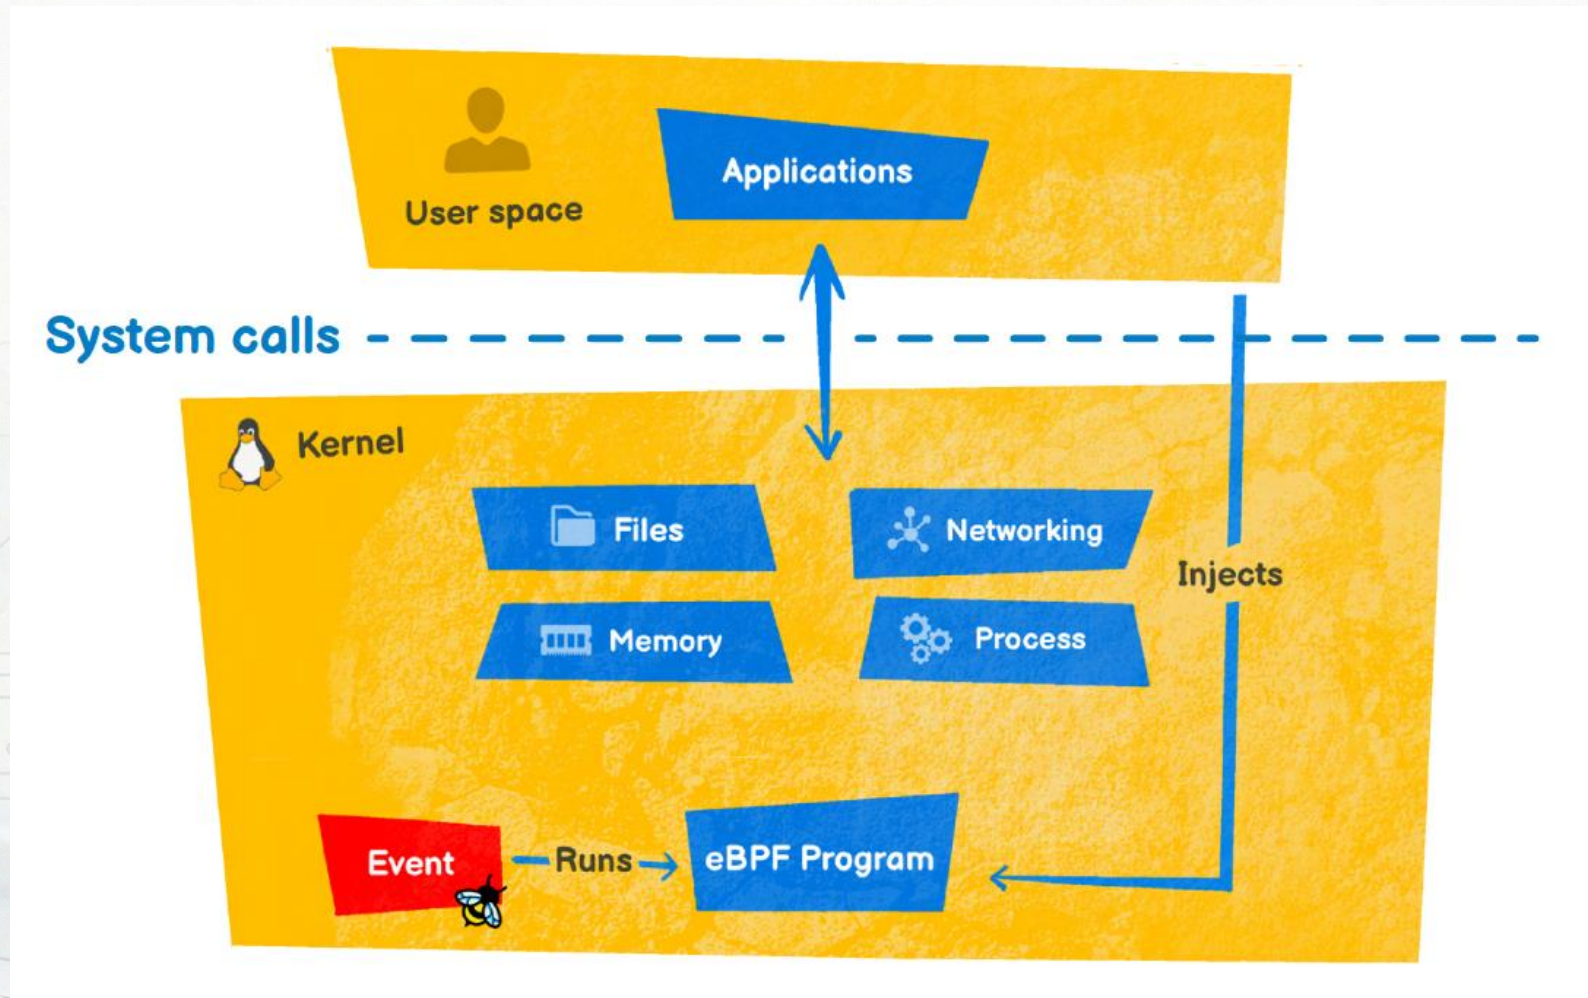 Applications
User space
System calls
Kernel
Files
Networking
Injects
Memory
Process
Event
Runs
eBPF Program